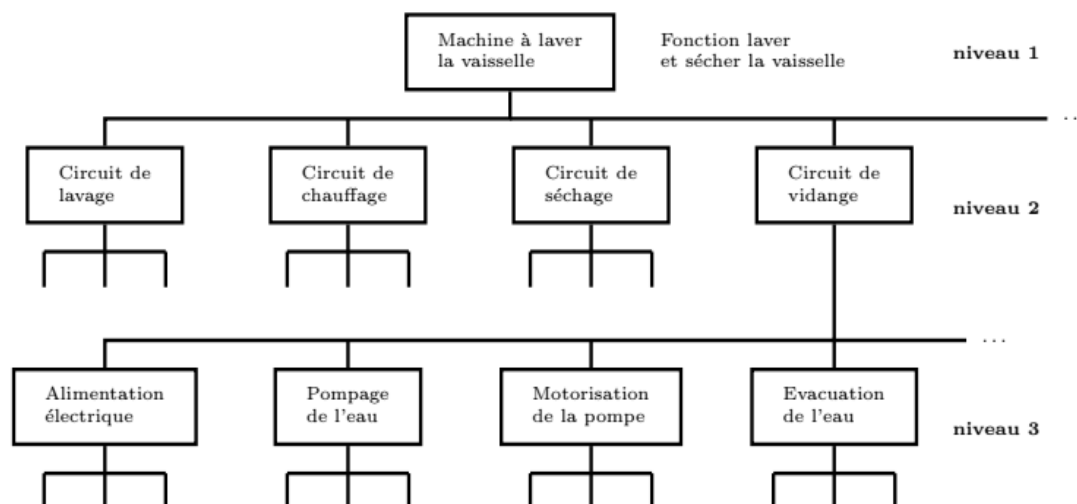 Machine à laver
la vaisselle
Fonction laver
et sécher la vaisselle
niveau 1
...
Circuit de
lavage
Circuit de
chauffage
Circuit de
séchage
Circuit de
vidange
niveau 2
...
Alimentation
électrique
Pompage
de l'eau
Motorisation
de la pompe
Evacuation
de l'eau
niveau 3